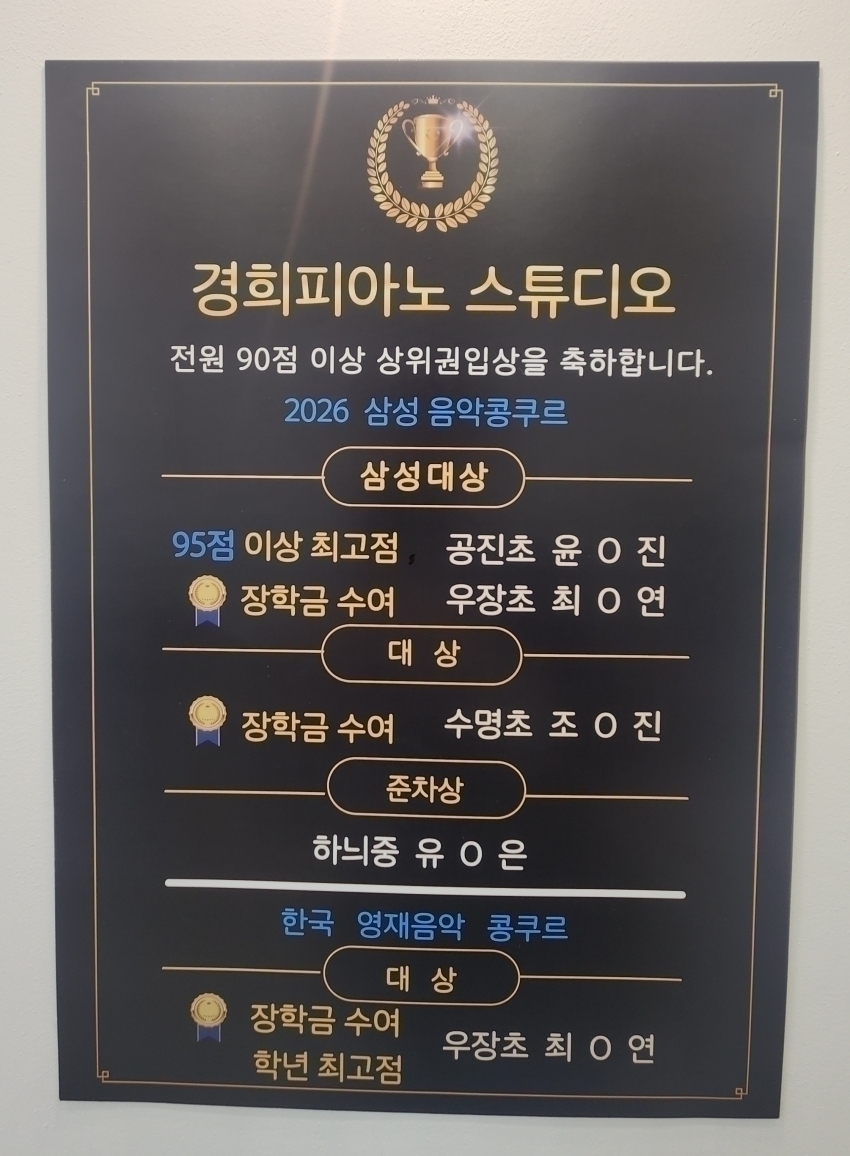 경희피아노 스튜디오
전원 90점 이상 상위권입상을 축하합니다.
2026 삼성 음악콩쿠르
삼성대상
95점 이상 최고점, 공진초 윤 O 진
장학금 수여 우장초 최 O 연
대 상
장학금 수여 수명초 조 O 진
준차상
하늬중 유 O 은
한국 영재음악 콩쿠르
대 상
장학금 수여
학년 최고점 우장초 최 O 연